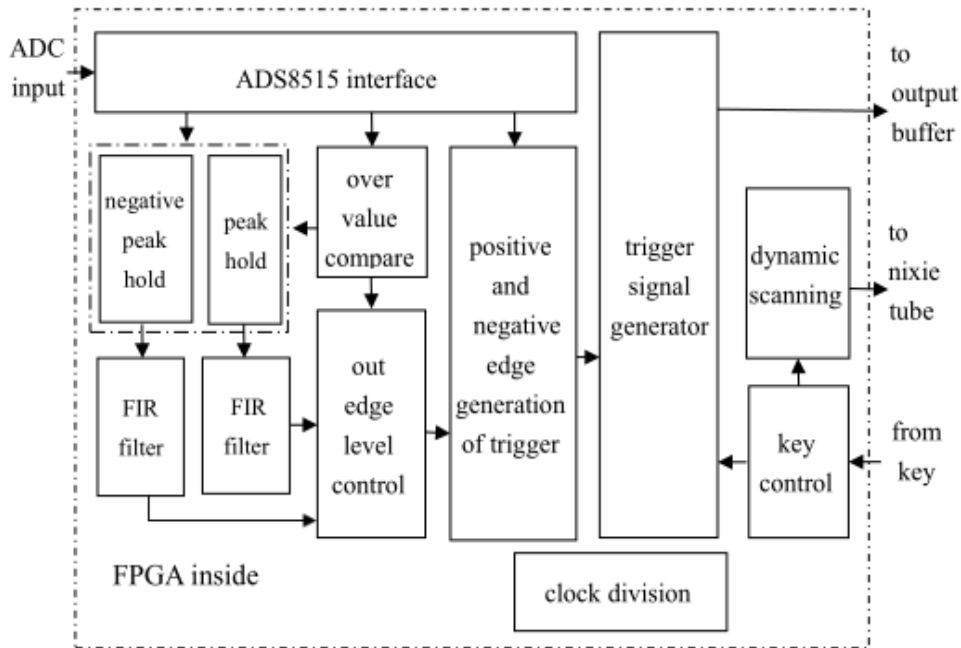 ADC
input
ADS8515 interface
to
output
buffer
negative
peak
hold
peak
hold
over
value
compare
positive
and
negative
edge
generation
of trigger
trigger
signal
generator
dynamic
scanning
to
nixie
tube
FIR
filter
FIR
filter
out
edge
level
control
key
control
from
key
FPGA inside
clock division